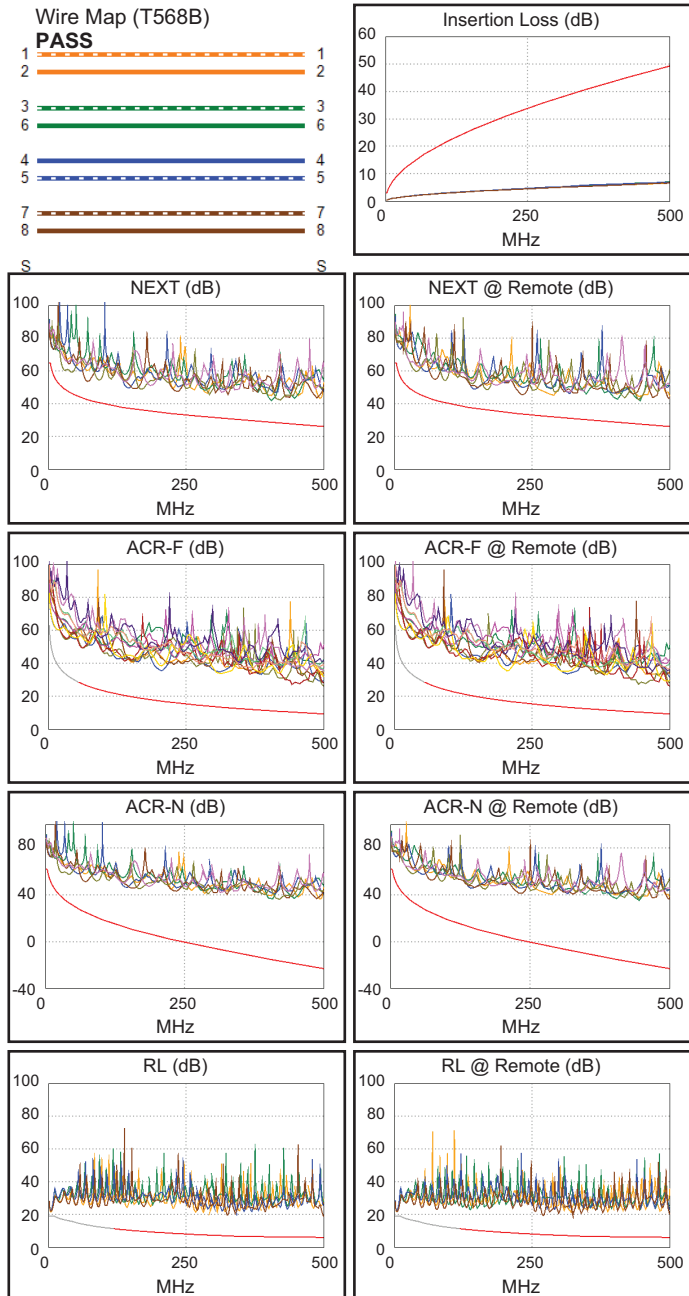 Wire Map (T568B)
PASS
1 1
2 2
3 3
6 6
4 4
5 5
7 7
8 8
S S
Insertion Loss (dB)
60
50
40
30
20
10
0
0 250 500
MHz
NEXT (dB)
100
80
60
40
20
0
0 250 500
MHz
NEXT @ Remote (dB)
100
80
60
40
20
0
0 250 500
MHz
ACR-F (dB)
100
80
60
40
20
0
0 250 500
MHz
ACR-F @ Remote (dB)
100
80
60
40
20
0
0 250 500
MHz
ACR-N (dB)
80
40
0
-40
0 250 500
MHz
ACR-N @ Remote (dB)
80
40
0
-40
0 250 500
MHz
RL (dB)
100
80
60
40
20
0
0 250 500
MHz
RL @ Remote (dB)
100
80
60
40
20
0
0 250 500
MHz